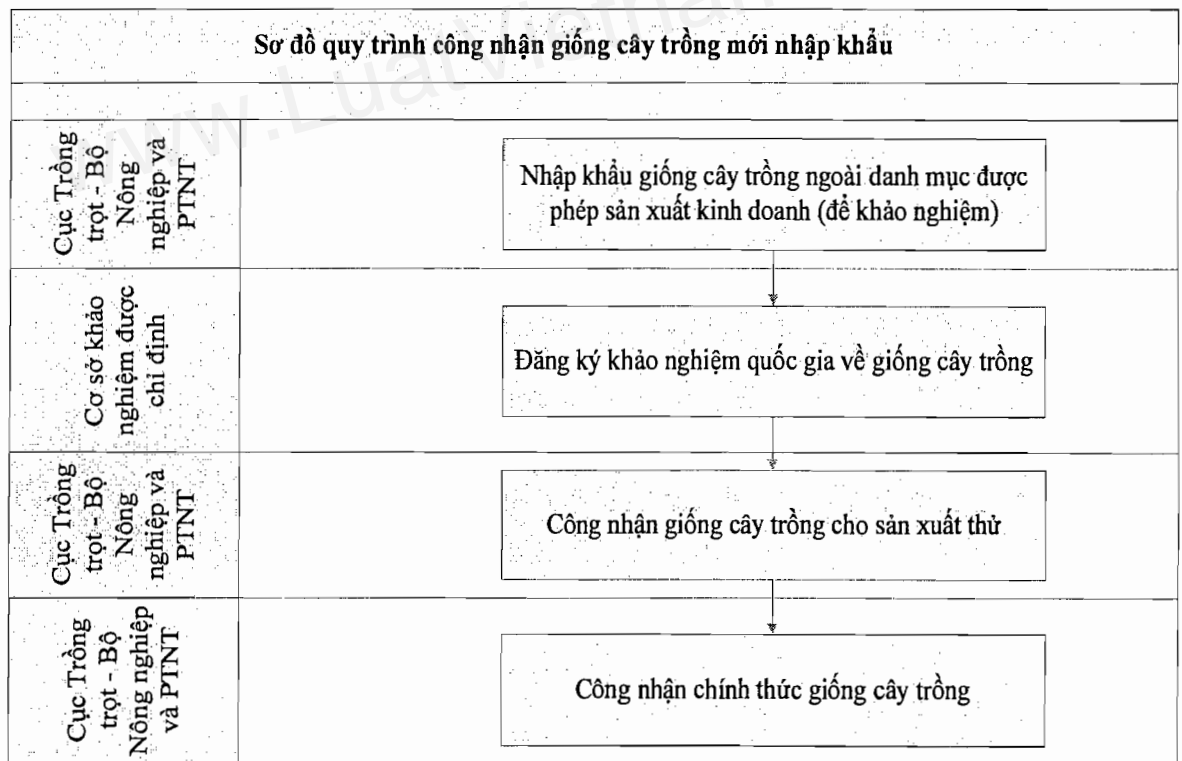 Sơ đồ quy trình công nhận giống cây trồng mới nhập khẩu
www.LuatVietnam
Cục Trồng
trọt - Bộ
Nông
nghiệp và
PTNT
Nhập khẩu giống cây trồng ngoài danh mục được
phép sản xuất kinh doanh (để khảo nghiệm)
Cơ sở khảo
nghiệm được
chỉ định
Đăng ký khảo nghiệm quốc gia về giống cây trồng
Cục Trồng
trọt - Bộ
Nông
nghiệp và
PTNT
Công nhận giống cây trồng cho sản xuất thử
Cục Trồng
trọt - Bộ
Nông nghiệp
và PTNT
Công nhận chính thức giống cây trồng